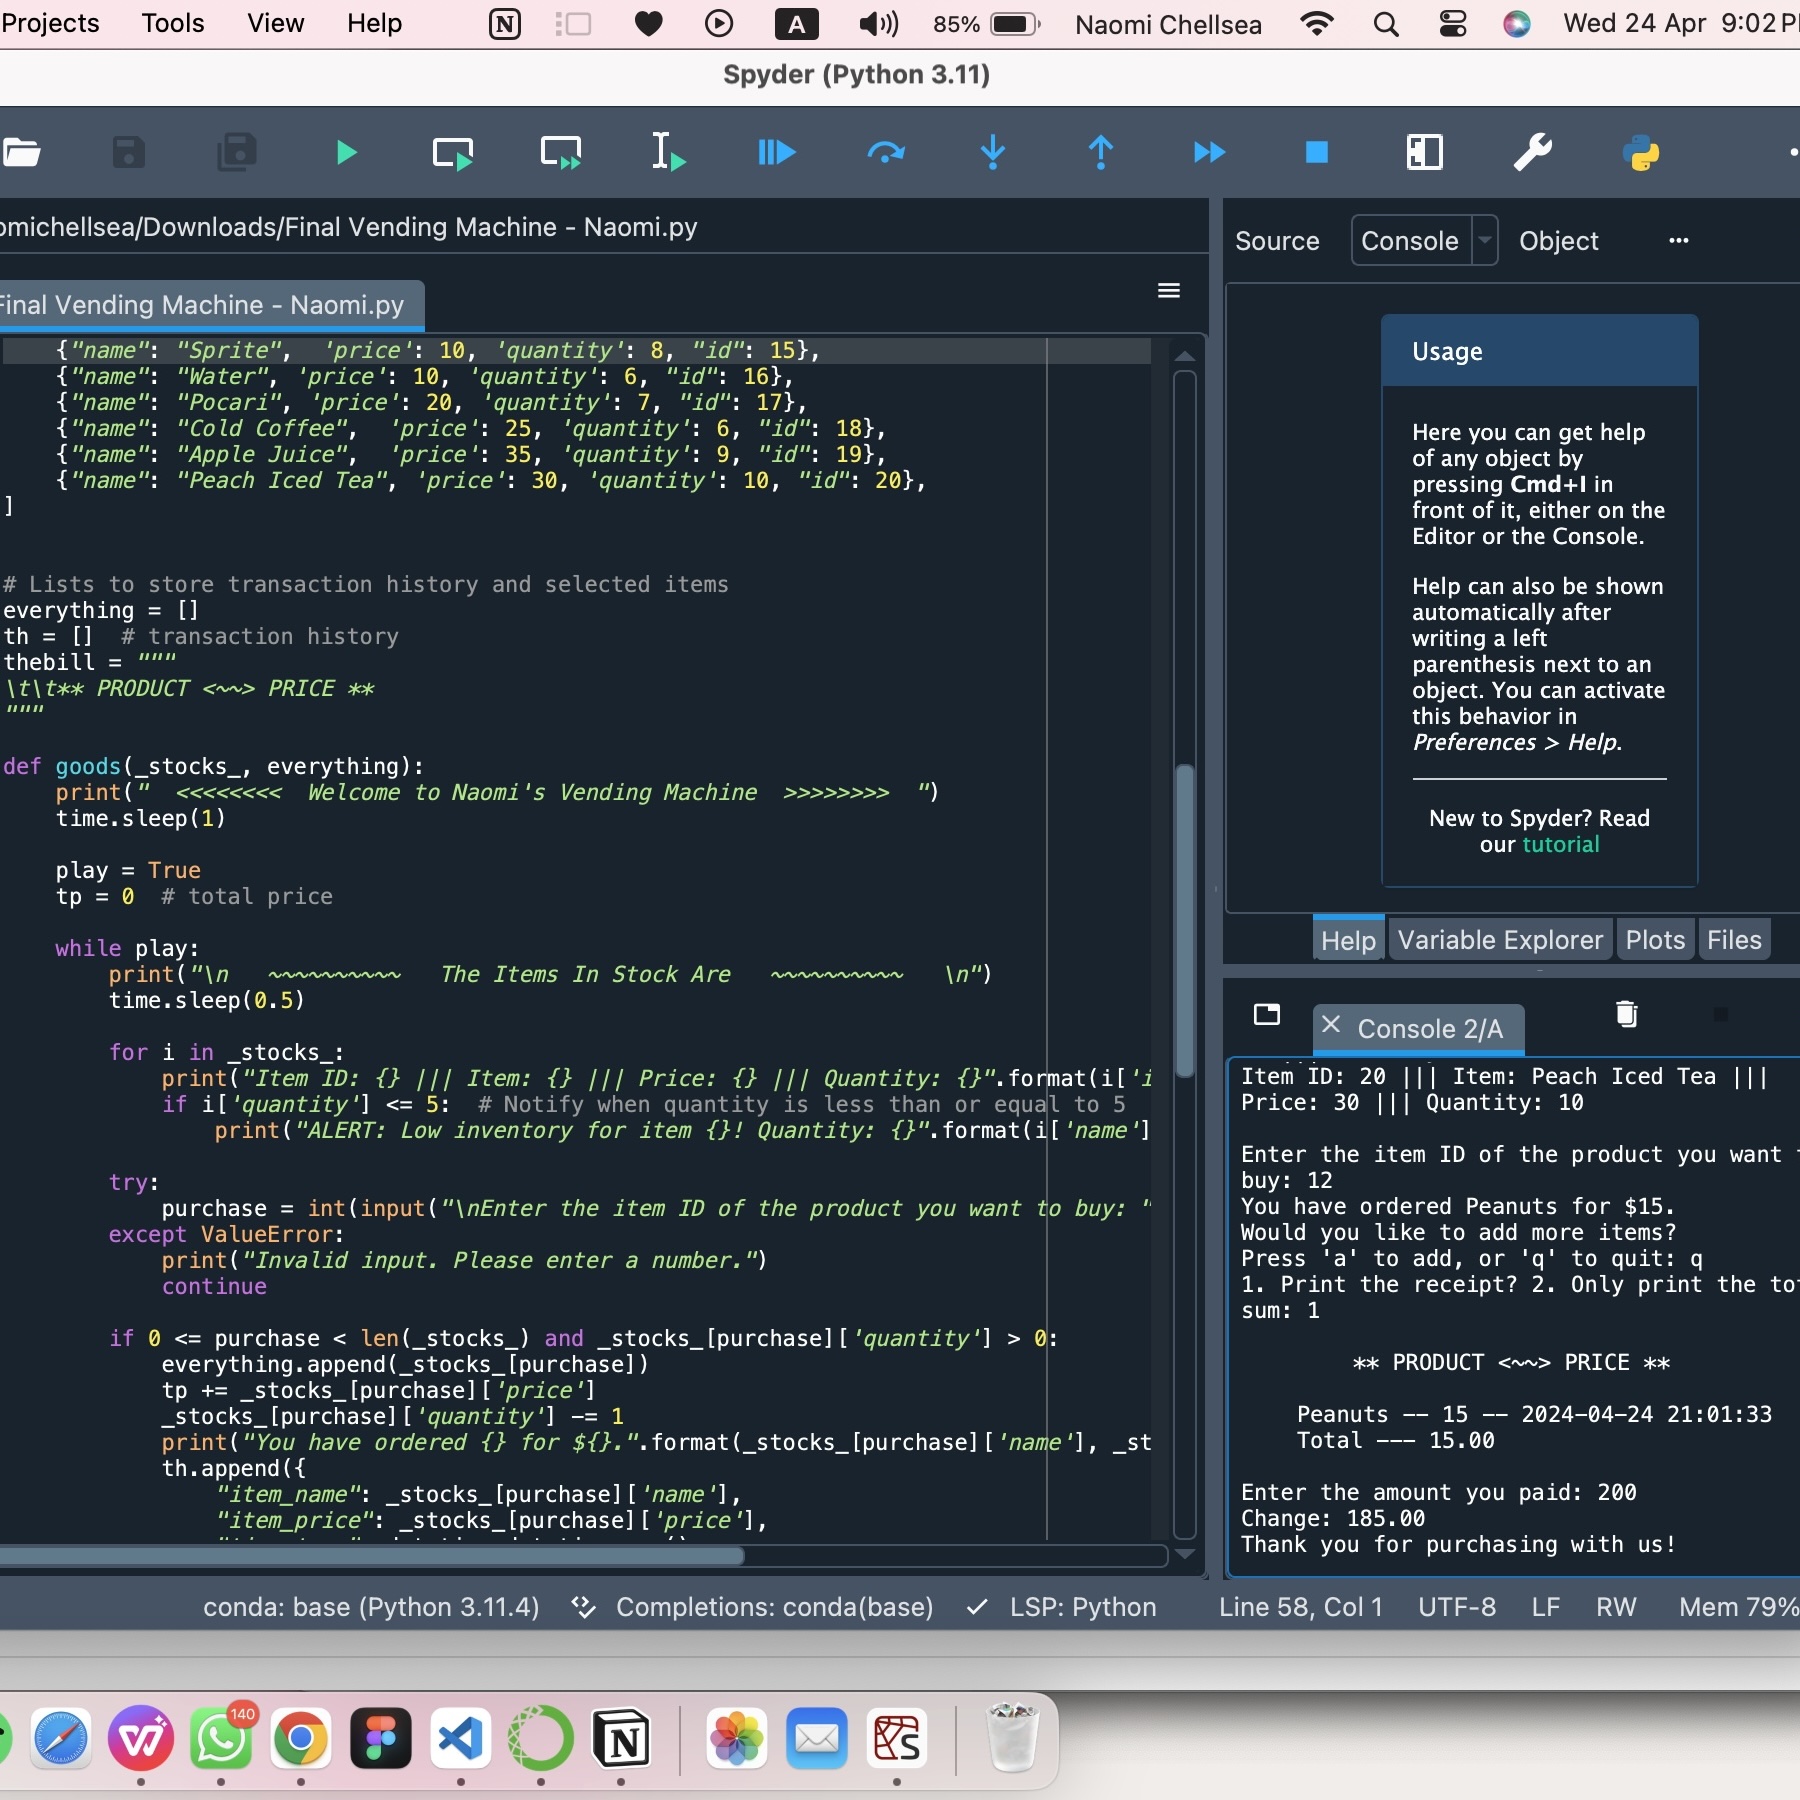 Projects Tools View Help N A 85% Naomi Chellsea Wed 24 Apr 9:02
Spyder (Python 3.11)
omichellsea/Downloads/Final Vending Machine - Naomi.py
Final Vending Machine - Naomi.py
{"name": "Sprite",  'price': 10, 'quantity': 8, "id": 15},
{"name": "Water", 'price': 10, 'quantity': 6, "id": 16},
{"name": "Pocari", 'price': 20, 'quantity': 7, "id": 17},
{"name": "Cold Coffee",  'price': 25, 'quantity': 6, "id": 18},
{"name": "Apple Juice",  'price': 35, 'quantity': 9, "id": 19},
{"name": "Peach Iced Tea", 'price': 30, 'quantity': 10, "id": 20},
]
# Lists to store transaction history and selected items
everything = []
th = []  # transaction history
thebill = """
\t\t** PRODUCT <~~> PRICE **
"""
def goods(_stocks_, everything):
print("  <<<<<<<<  Welcome to Naomi's Vending Machine  >>>>>>>>  ")
time.sleep(1)
play = True
tp = 0  # total price
while play:
print("\n   ~~~~~~~~~~   The Items In Stock Are   ~~~~~~~~~~   \n")
time.sleep(0.5)
for i in _stocks_:
print("Item ID: {} ||| Item: {} ||| Price: {} ||| Quantity: {}".format(i['i
if i['quantity'] <= 5:  # Notify when quantity is less than or equal to 5
print("ALERT: Low inventory for item {}! Quantity: {}".format(i['name']
try:
purchase = int(input("\nEnter the item ID of the product you want to buy: "
except ValueError:
print("Invalid input. Please enter a number.")
continue
if 0 <= purchase < len(_stocks_) and _stocks_[purchase]['quantity'] > 0:
everything.append(_stocks_[purchase])
tp += _stocks_[purchase]['price']
_stocks_[purchase]['quantity'] -= 1
print("You have ordered {} for ${}.".format(_stocks_[purchase]['name'], _st
th.append({
"item_name": _stocks_[purchase]['name'],
"item_price": _stocks_[purchase]['price'],
Source Console Object ...
Usage
Here you can get help
of any object by
pressing Cmd+I in
front of it, either on the
Editor or the Console.
Help can also be shown
automatically after
writing a left
parenthesis next to an
object. You can activate
this behavior in
Preferences > Help.
New to Spyder? Read
our tutorial
Help Variable Explorer Plots Files
Console 2/A
Item ID: 20 ||| Item: Peach Iced Tea |||
Price: 30 ||| Quantity: 10
Enter the item ID of the product you want
buy: 12
You have ordered Peanuts for $15.
Would you like to add more items?
Press 'a' to add, or 'q' to quit: q
1. Print the receipt? 2. Only print the to
sum: 1
** PRODUCT <~~> PRICE **
Peanuts -- 15 -- 2024-04-24 21:01:33
Total --- 15.00
Enter the amount you paid: 200
Change: 185.00
Thank you for purchasing with us!
conda: base (Python 3.11.4) Completions: conda(base) LSP: Python Line 58, Col 1 UTF-8 LF RW Mem 79%
140
N